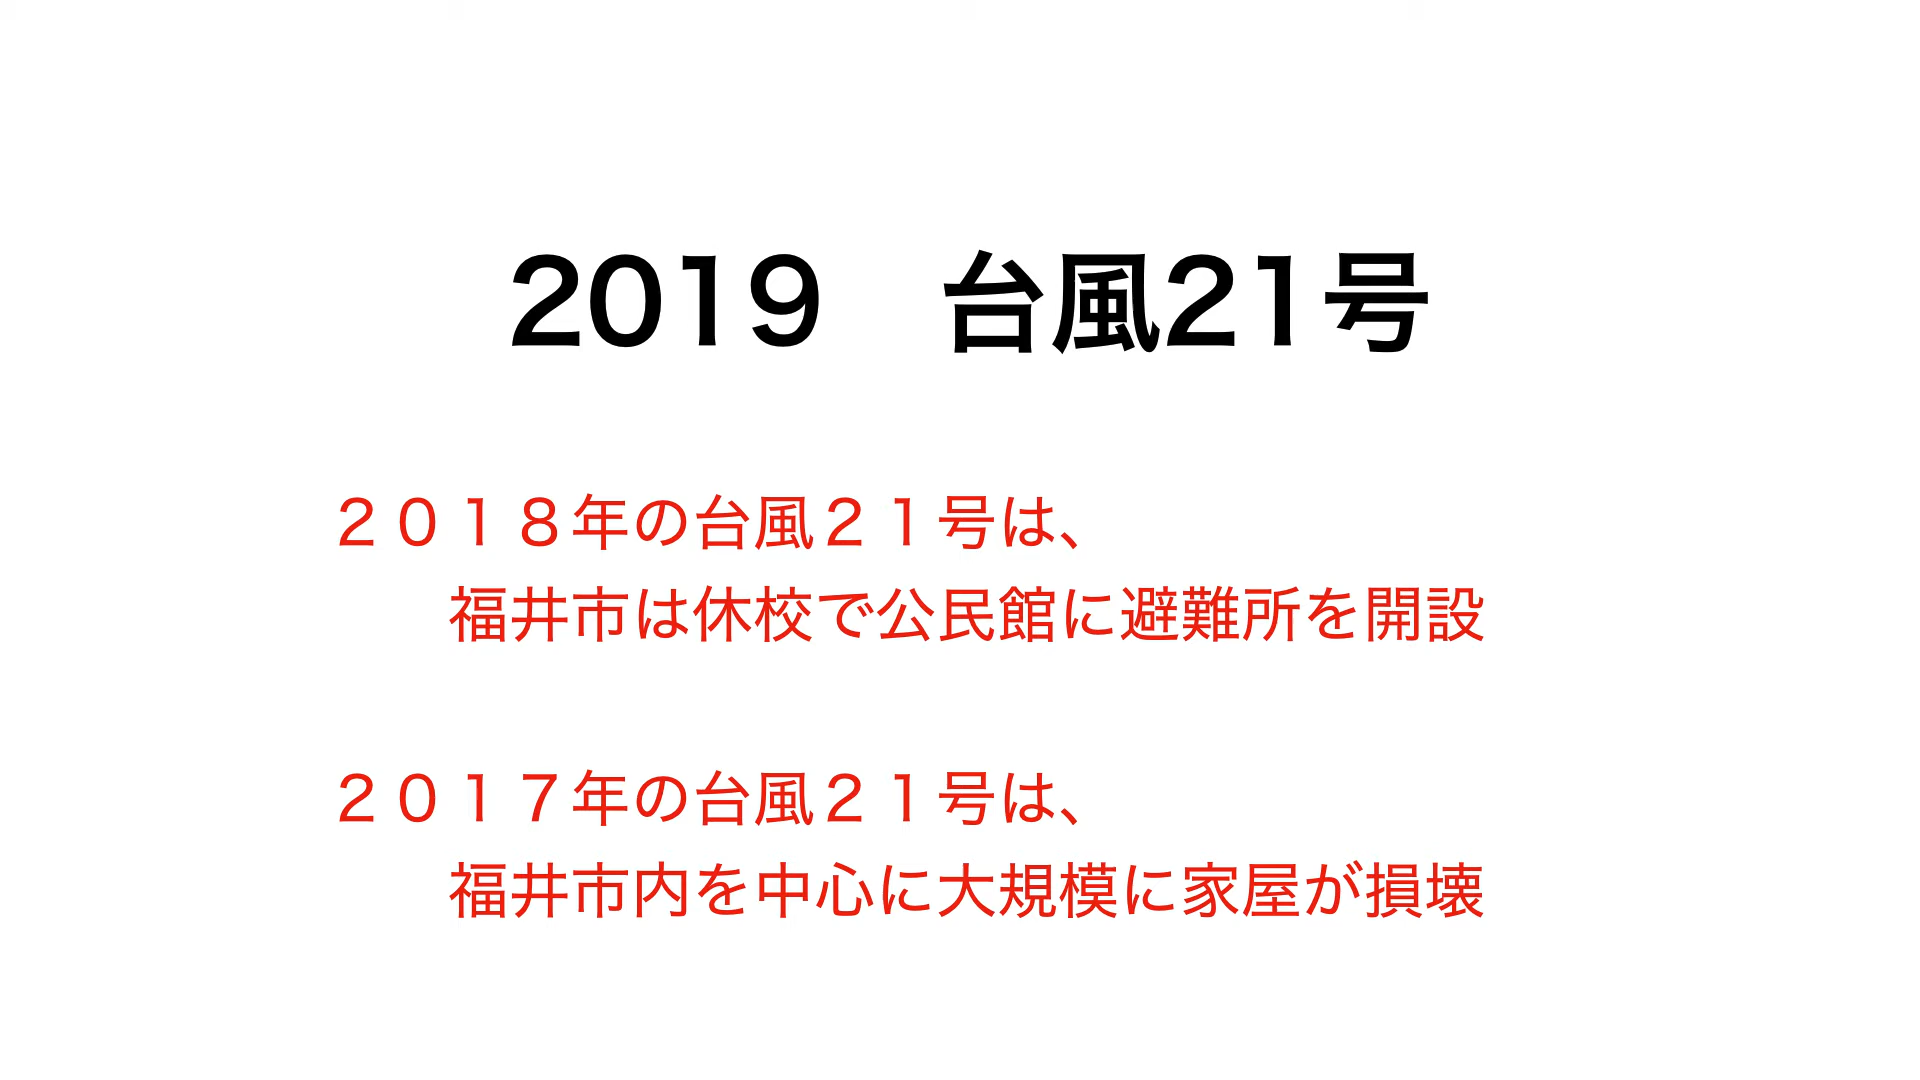 2019　台風21号
２０１８年の台風２１号は、
福井市は休校で公民館に避難所を開設
２０１７年の台風２１号は、
福井市内を中心に大規模に家屋が損壊